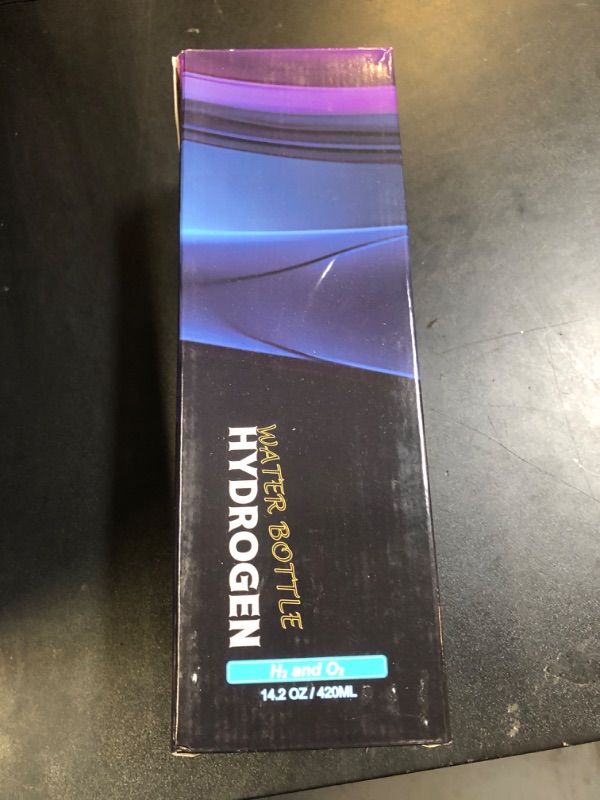 WATER BOTTLE
HYDROGEN
H₂ and O₂
14.2 OZ / 420ML